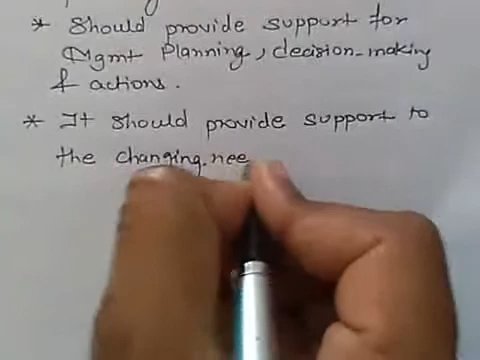 * Should provide support for
Mgmt Planning, decision-making
& actions.
* It should provide support to
the changing nee